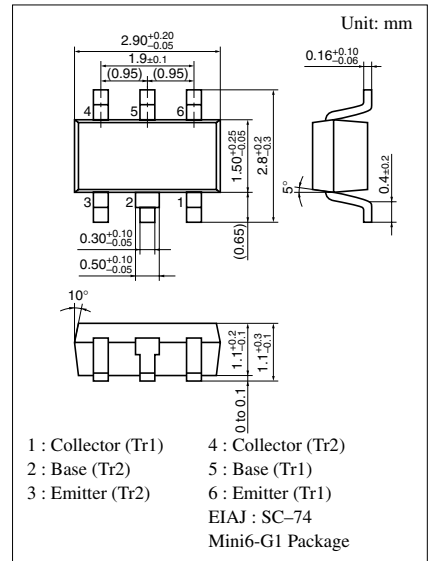 Unit: mm
2.90 +0.20 −0.05
1.9±0.1
(0.95) (0.95)
0.16 +0.10 −0.06
4 5 6
1.50 +0.25 −0.05
2.8 +0.2 −0.3
5°
0.4±0.2
3 2 1
(0.65)
0.30 +0.10 −0.05
0.50 +0.10 −0.05
10°
1.1 +0.2 −0.1
1.1 +0.3 −0.1
0 to 0.1
1 : Collector (Tr1)
2 : Base (Tr2)
3 : Emitter (Tr2)
4 : Collector (Tr2)
5 : Base (Tr1)
6 : Emitter (Tr1)
EIAJ : SC–74
Mini6-G1 Package